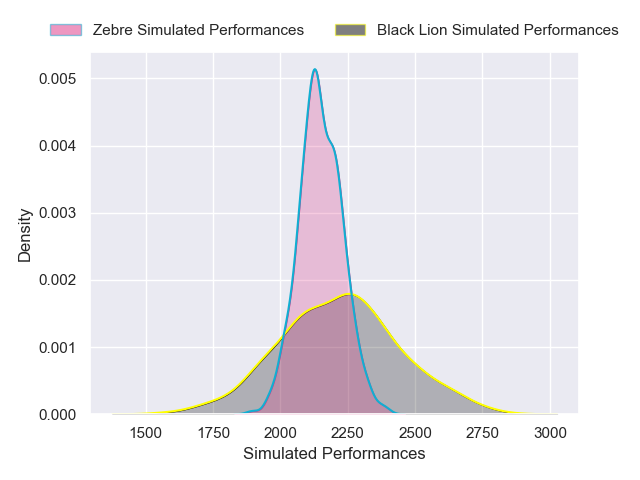 Zebre Simulated Performances
Black Lion Simulated Performances
0.005
0.004
0.003
0.002
0.001
0.000
Density
1500 1750 2000 2250 2500 2750 3000
Simulated Performances